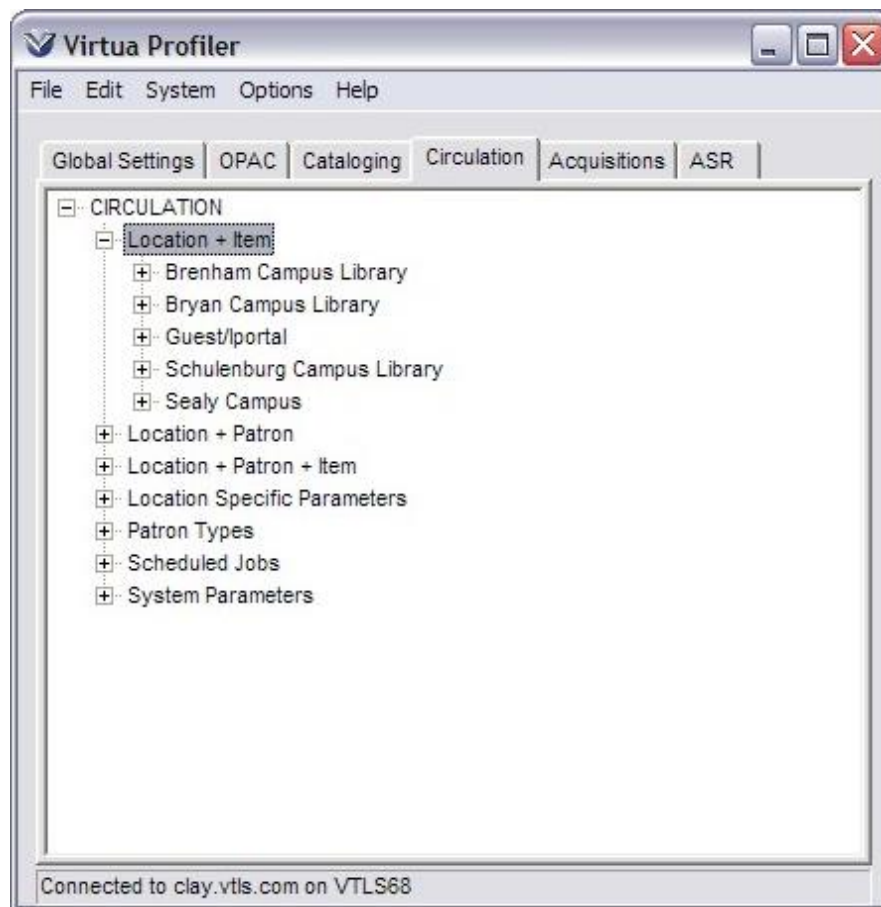 Virtua Profiler
File Edit System Options Help
Global Settings OPAC Cataloging Circulation Acquisitions ASR
CIRCULATION
Location + Item
Brenham Campus Library
Bryan Campus Library
Guest/Iportal
Schulenburg Campus Library
Sealy Campus
Location + Patron
Location + Patron + Item
Location Specific Parameters
Patron Types
Scheduled Jobs
System Parameters
Connected to clay.vtls.com on VTLS68